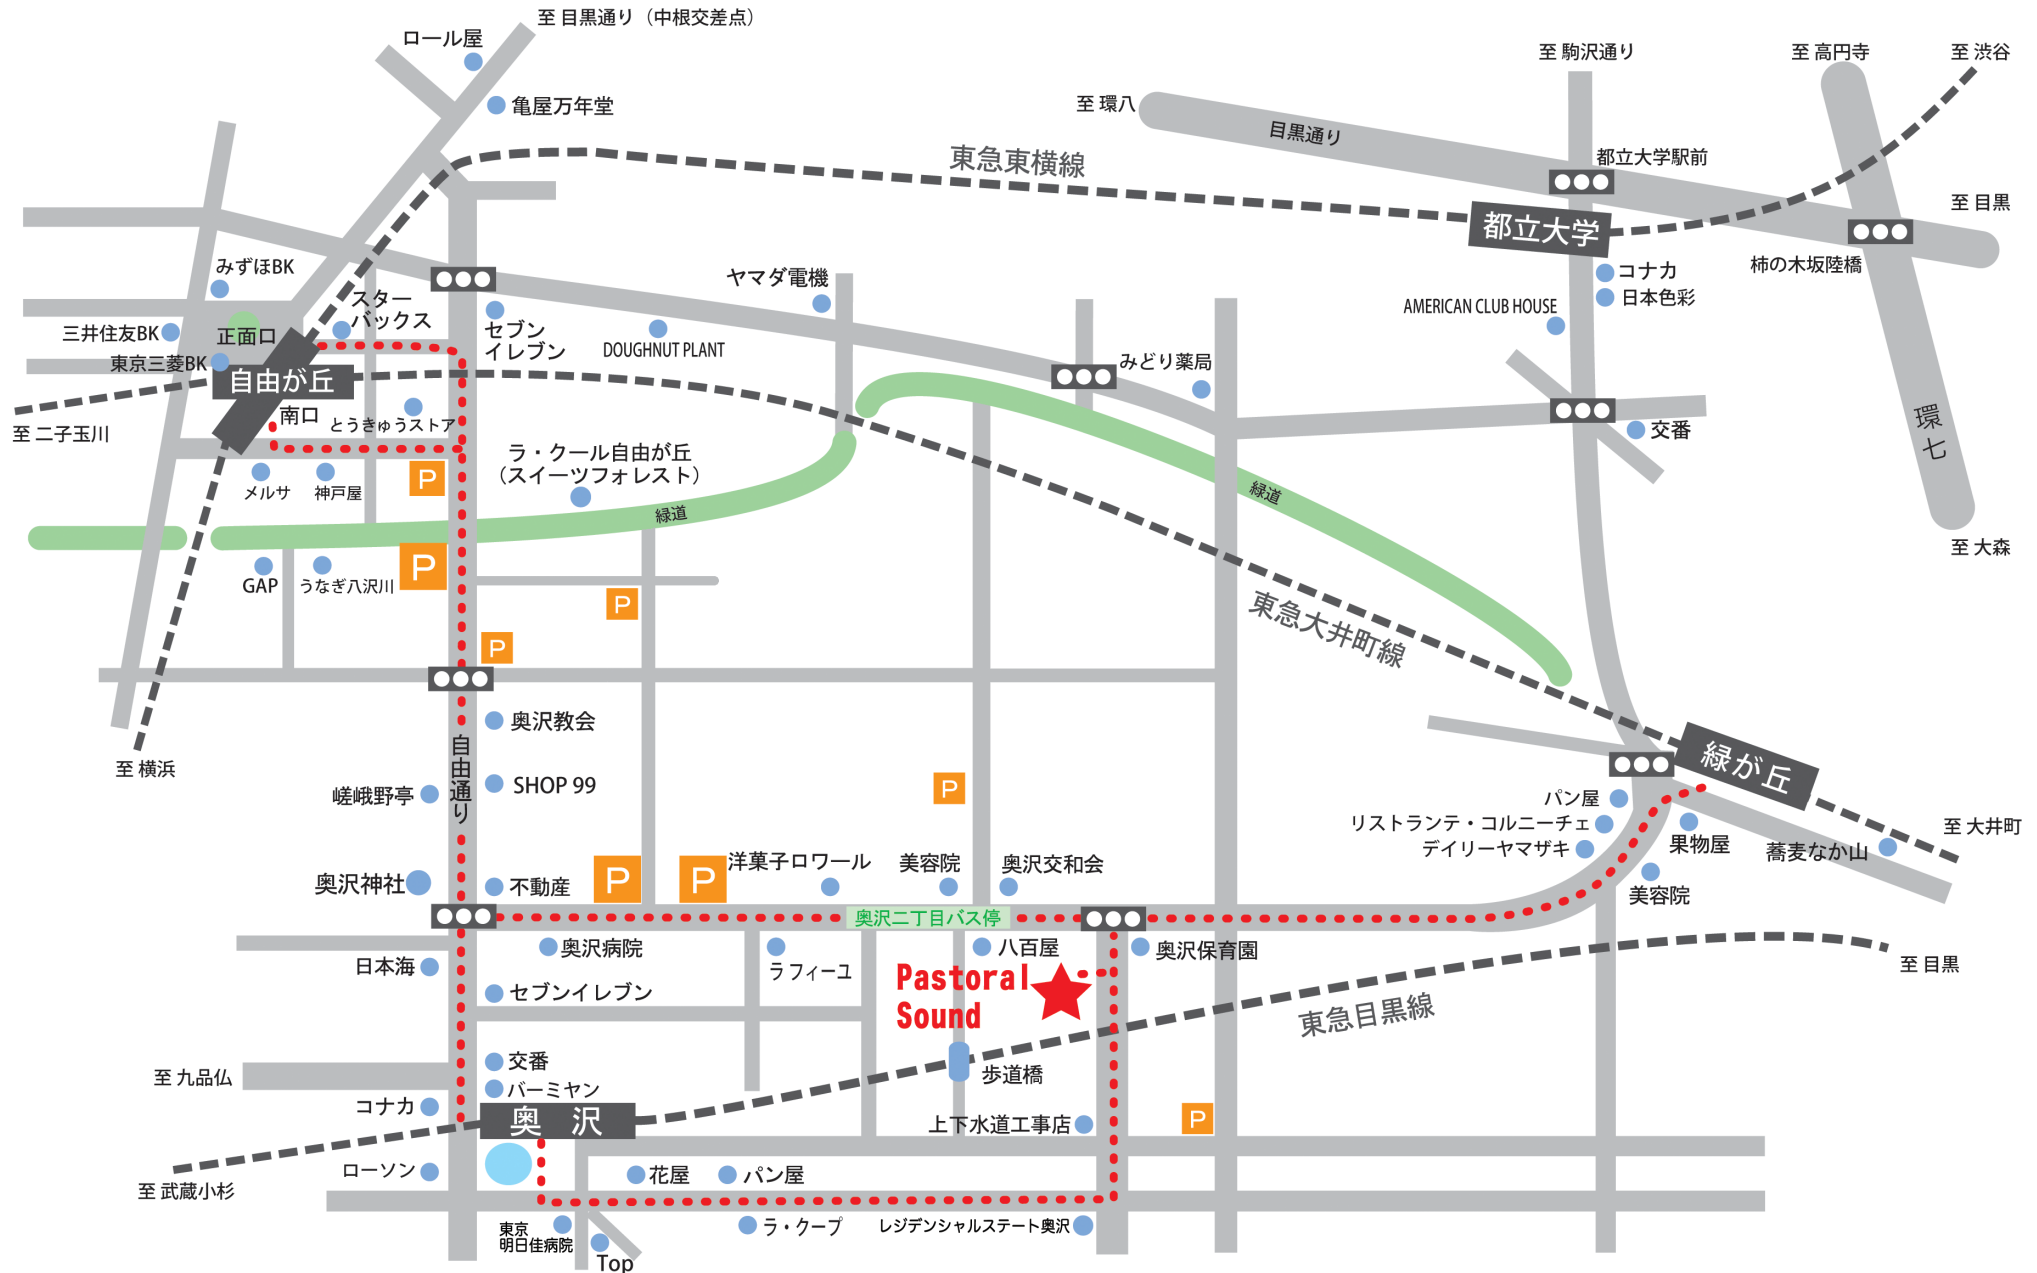 至 目黒通り（中根交差点）
ロール屋
亀屋万年堂
至 駒沢通り
至 高円寺
至 渋谷
至 環八
目黒通り
都立大学駅前
東急東横線
至 目黒
都立大学
柿の木坂陸橋
コナカ
日本色彩
AMERICAN CLUB HOUSE
みずほBK
スター
バックス
三井住友BK
正面口
東京三菱BK
自由が丘
南口
とうきゅうストア
至 二子玉川
セブン
イレブン
DOUGHNUT PLANT
ヤマダ電機
みどり薬局
交番
環七
至 大森
メルサ
神戸屋
P
ラ・クール自由が丘
（スイーツフォレスト）
緑道
緑道
GAP
うなぎ八沢川
P
P
P
東急大井町線
至 横浜
奥沢教会
自由通り
SHOP 99
嵯峨野亭
P
緑が丘
パン屋
リストランテ・コルニーチェ
デイリーヤマザキ
果物屋
蕎麦なか山
美容院
至 大井町
奥沢神社
不動産
P
P
洋菓子ロワール
美容院
奥沢交和会
奥沢二丁目バス停
奥沢病院
ラ フィーユ
八百屋
奥沢保育園
至 目黒
日本海
セブンイレブン
Pastoral
Sound
東急目黒線
交番
バーミヤン
至 九品仏
コナカ
奥 沢
歩道橋
上下水道工事店
P
ローソン
至 武蔵小杉
花屋
パン屋
東京
明日佳病院
Top
ラ・クープ
レジデンシャルステート奥沢